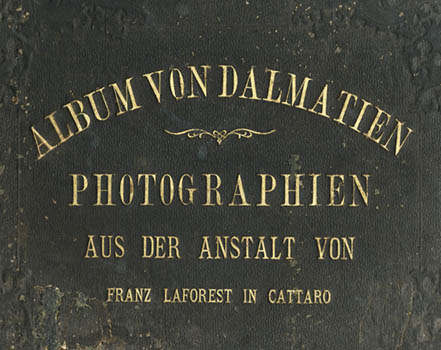 ALBUM VON DALMATIEN
PHOTOGRAPHIEN
AUS DER ANSTALT VON
FRANZ LAFOREST IN CATTARO